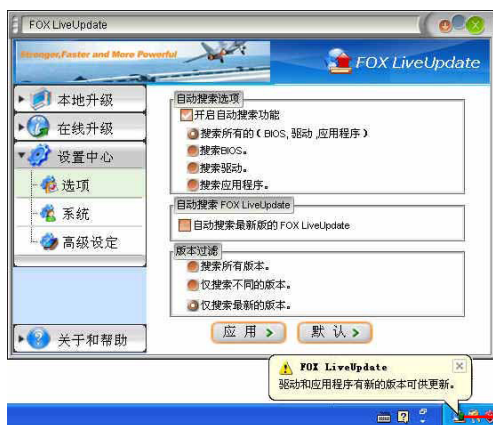 FOX LiveUpdate
Stronger,Faster and More Powerful
FOX LiveUpdate
本地升级
在线升级
设置中心
选项
系统
高级设定
关于和帮助
自动搜索选项
开启自动搜索功能
搜索所有的(BIOS,驱动,应用程序)
搜索BIOS。
搜索驱动。
搜索应用程序。
自动搜索 FOX LiveUpdate
自动搜索最新版的 FOX LiveUpdate
版本过滤
搜索所有版本。
仅搜索不同的版本。
仅搜索最新的版本。
应 用
默 认
FOX LiveUpdate
驱动和应用程序有新的版本可供更新。